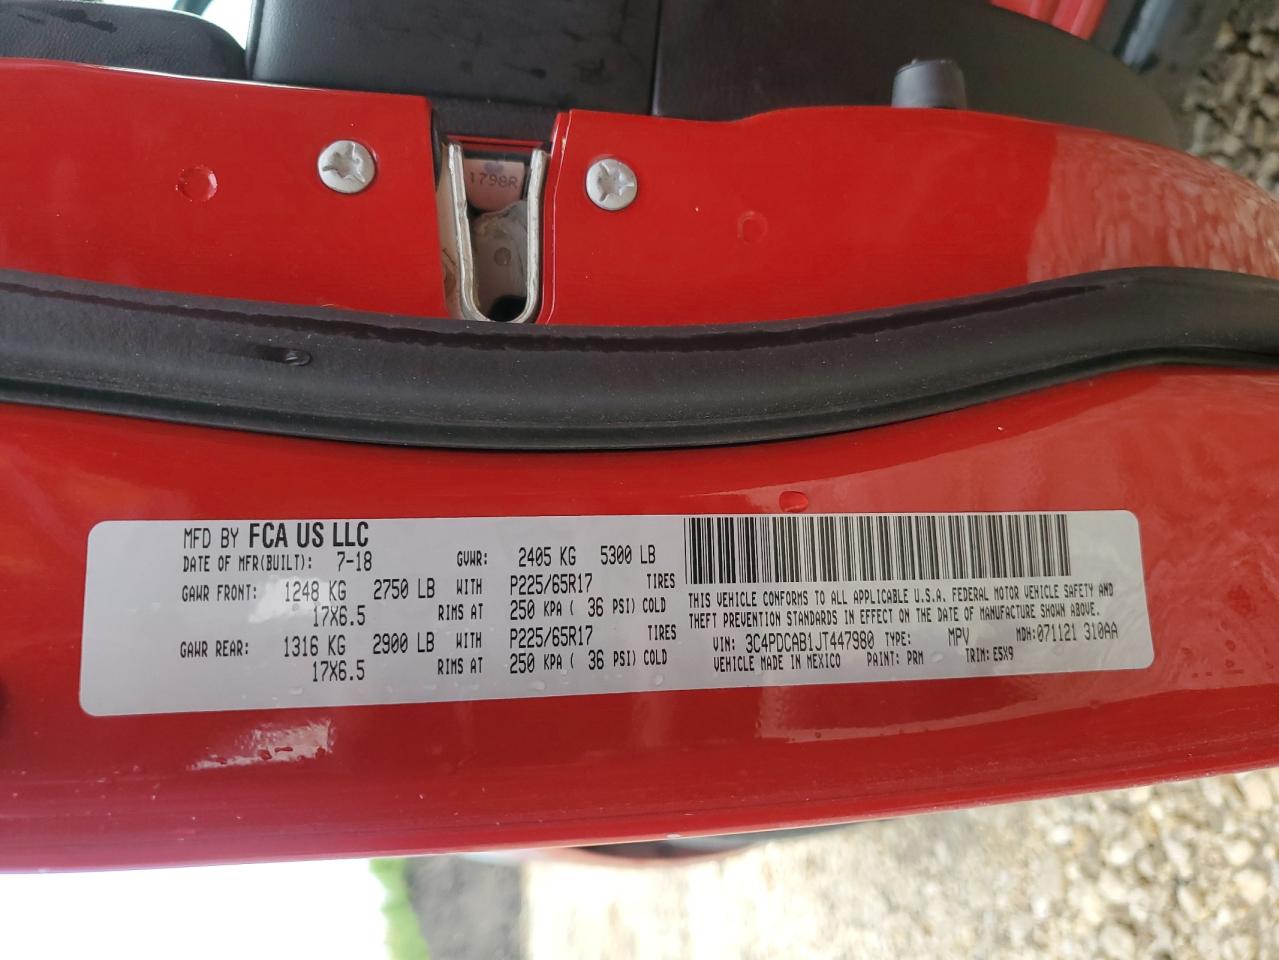 1798R
MFD BY FCA US LLC
DATE OF MFR(BUILT): 7-18 GVWR: 2405 KG 5300 LB
GAWR FRONT: 1248 KG 2750 LB WITH P225/65R17 TIRES
17X6.5 RIMS AT 250 KPA ( 36 PSI) COLD
GAWR REAR: 1316 KG 2900 LB WITH P225/65R17 TIRES
17X6.5 RIMS AT 250 KPA ( 36 PSI) COLD
THIS VEHICLE CONFORMS TO ALL APPLICABLE U.S.A. FEDERAL MOTOR VEHICLE SAFETY AND
THEFT PREVENTION STANDARDS IN EFFECT ON THE DATE OF MANUFACTURE SHOWN ABOVE.
VIN: 3C4PDCAB1JT447980 TYPE: MPV MDH: 071121 310AA
VEHICLE MADE IN MEXICO PAINT: PRM TRIM: E5X9